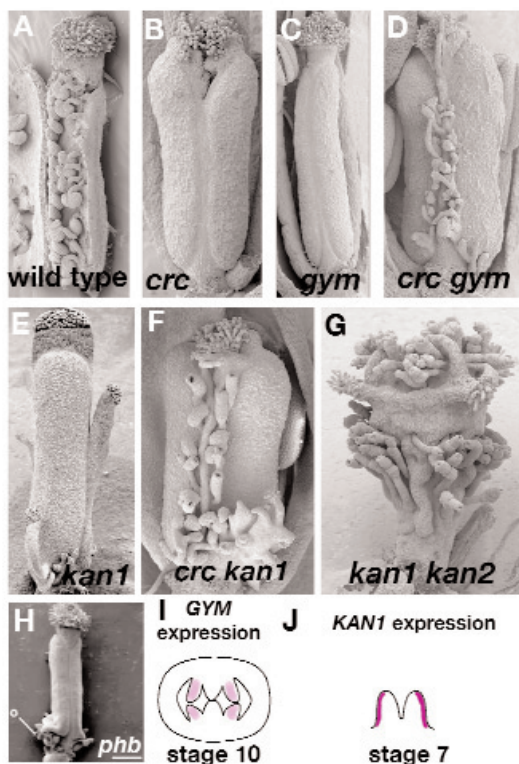 A
B
C
D
wild type
crc
gym
crc gym
E
F
G
kan1
crc kan1
kan1 kan2
H
phb
I GYM
expression
stage 10
J KAN1 expression
stage 7